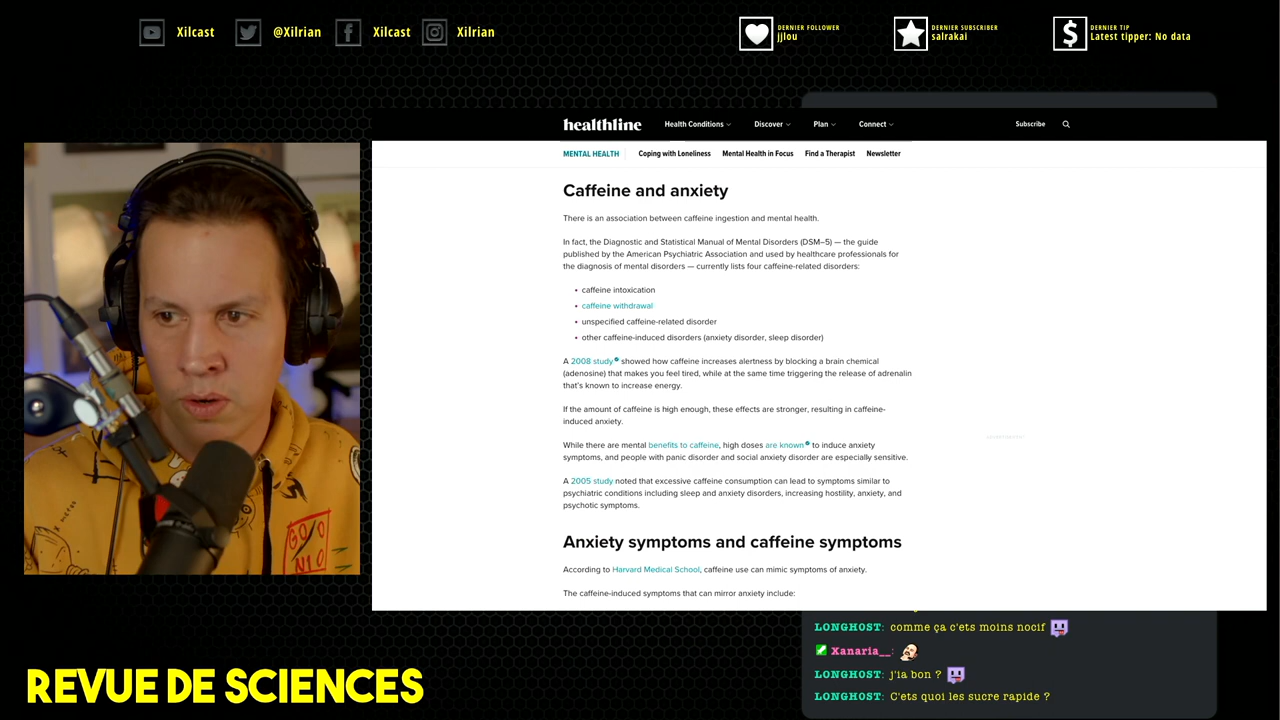 Xilcast @Xilrian Xilcast Xilrian
DERNIER FOLLOWER
jjlou
DERNIER SUBSCRIBER
salrakai
DERNIER TIP
Latest tipper: No data
healthline Health Conditions Discover Plan Connect Subscribe
MENTAL HEALTH Coping with Loneliness Mental Health in Focus Find a Therapist Newsletter
Caffeine and anxiety
There is an association between caffeine ingestion and mental health.
In fact, the Diagnostic and Statistical Manual of Mental Disorders (DSM–5) — the guide
published by the American Psychiatric Association and used by healthcare professionals for
the diagnosis of mental disorders — currently lists four caffeine-related disorders:
• caffeine intoxication
• caffeine withdrawal
• unspecified caffeine-related disorder
• other caffeine-induced disorders (anxiety disorder, sleep disorder)
A 2008 study showed how caffeine increases alertness by blocking a brain chemical
(adenosine) that makes you feel tired, while at the same time triggering the release of adrenalin
that's known to increase energy.
If the amount of caffeine is high enough, these effects are stronger, resulting in caffeine-
induced anxiety.
While there are mental benefits to caffeine, high doses are known to induce anxiety
symptoms, and people with panic disorder and social anxiety disorder are especially sensitive.
A 2005 study noted that excessive caffeine consumption can lead to symptoms similar to
psychiatric conditions including sleep and anxiety disorders, increasing hostility, anxiety, and
psychotic symptoms.
Anxiety symptoms and caffeine symptoms
According to Harvard Medical School, caffeine use can mimic symptoms of anxiety.
The caffeine-induced symptoms that can mirror anxiety include:
LONGHOST: comme ça c'ets moins nocif
Xanaria__:
LONGHOST: j'ia bon ?
LONGHOST: C'ets quoi les sucre rapide ?
REVUE DE SCIENCES